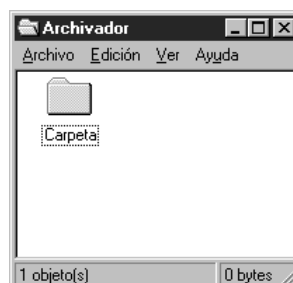 Archivador
Archivo Edición Ver Ayuda
Carpeta
1 objeto(s) 0 bytes